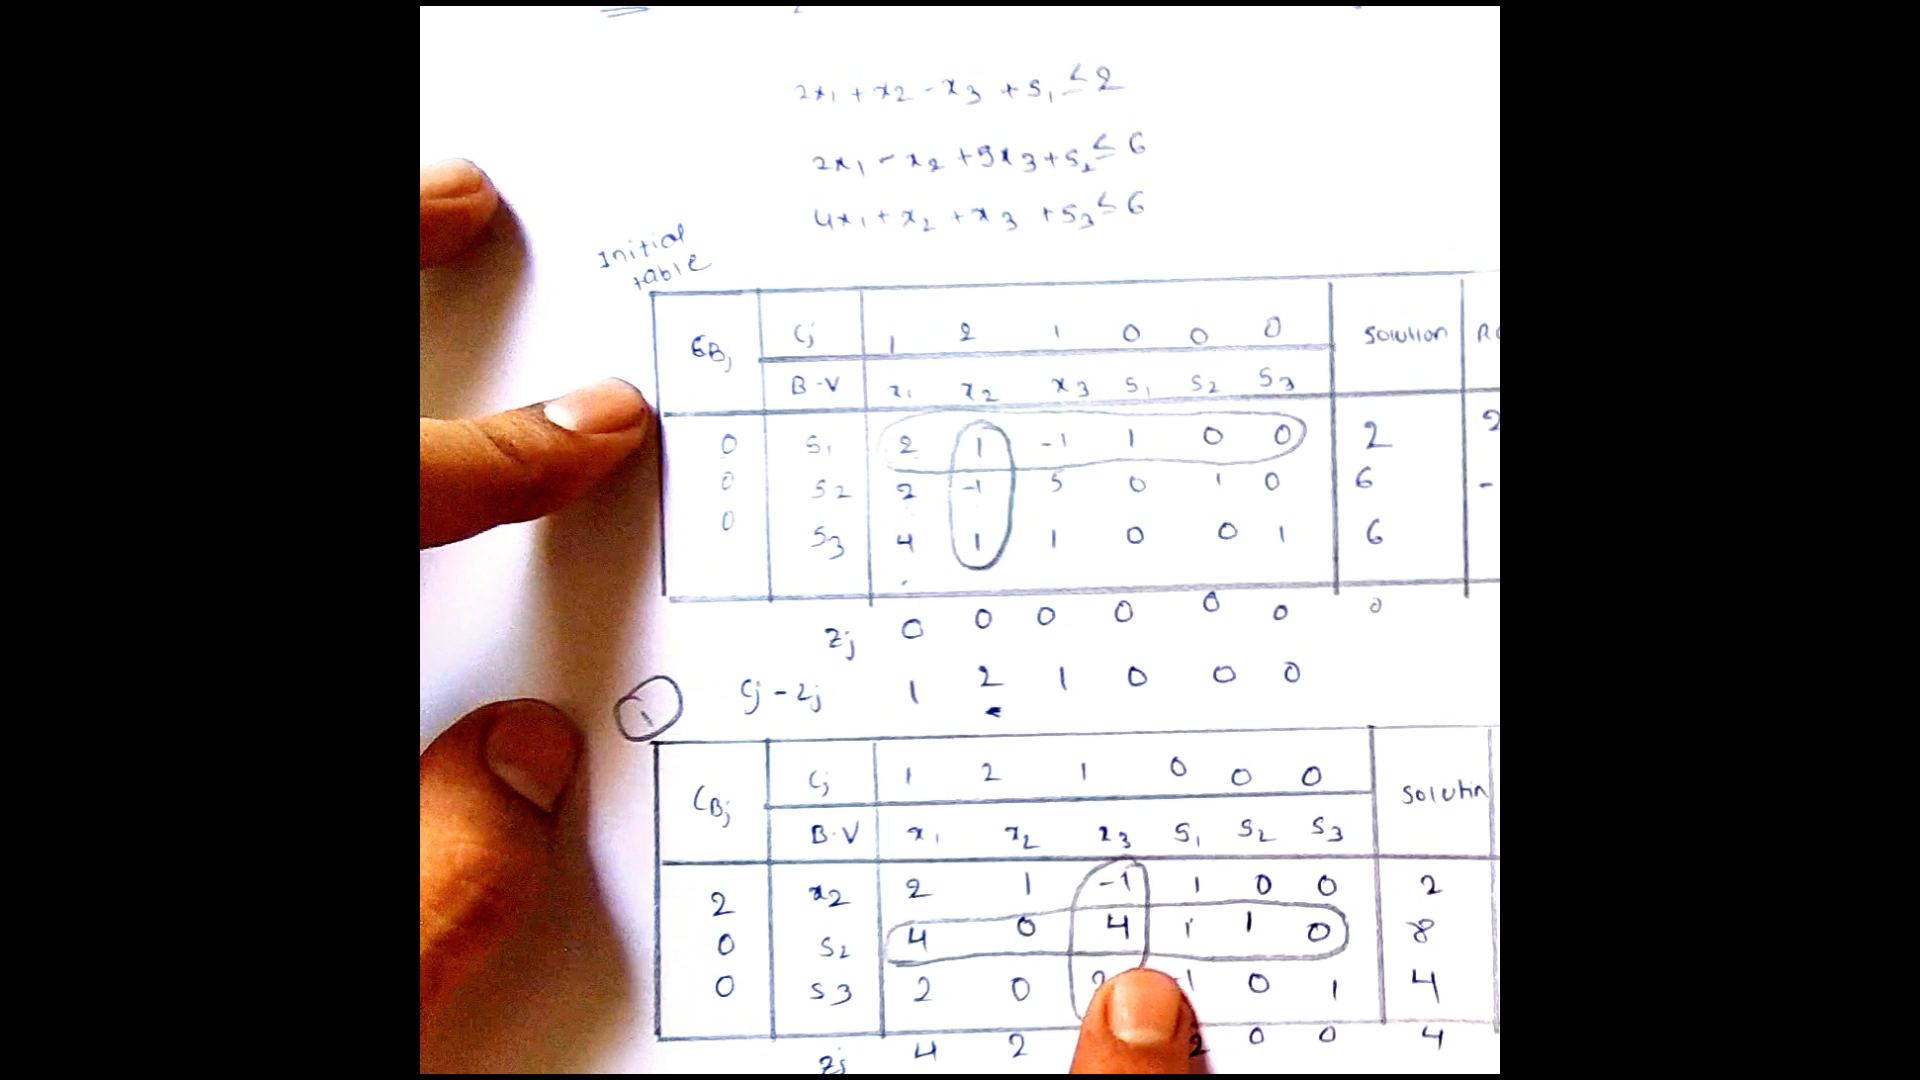 2x₁ + x₂ - x₃ + s₁ ≤ 2
2x₁ - x₂ + 5x₃ + s₂ ≤ 6
4x₁ + x₂ + x₃ + s₃ ≤ 6
Initial
table
CBj Cj 1 2 1 0 0 0 Solution
B.V x₁ x₂ x₃ s₁ s₂ s₃
0 s₁ 2 1 -1 1 0 0 2 2
0 s₂ 2 -1 5 0 1 0 6 -
0 s₃ 4 1 1 0 0 1 6
Zj 0 0 0 0 0 0 0
1 Cj - Zj 1 2 1 0 0 0
CBj Cj 1 2 1 0 0 0 Solutin
B.V x₁ x₂ x₃ s₁ s₂ s₃
2 x₂ 2 1 -1 1 0 0 2
0 s₂ 4 0 4 1 1 0 8
0 s₃ 2 0 2 -1 0 1 4
Zj 4 2 2 0 0 4